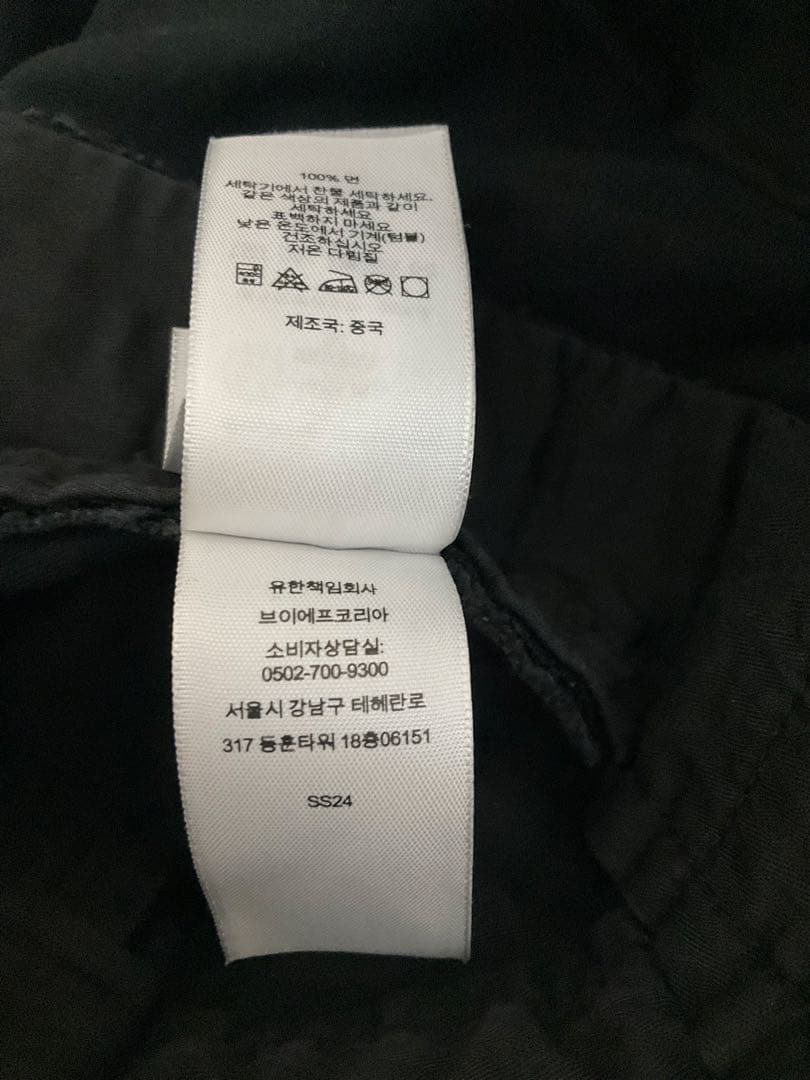 100% 면
세탁기에서 찬물 세탁하세요.
같은 색상의 제품과 같이
세탁하세요
표백하지 마세요
낮은 온도에서 기계(텀블)
건조하십시오
저온 다림질
제조국: 중국
유한책임회사
브이에프코리아
소비자상담실:
0502-700-9300
서울시 강남구 테헤란로
317 동훈타워 18층06151
SS24